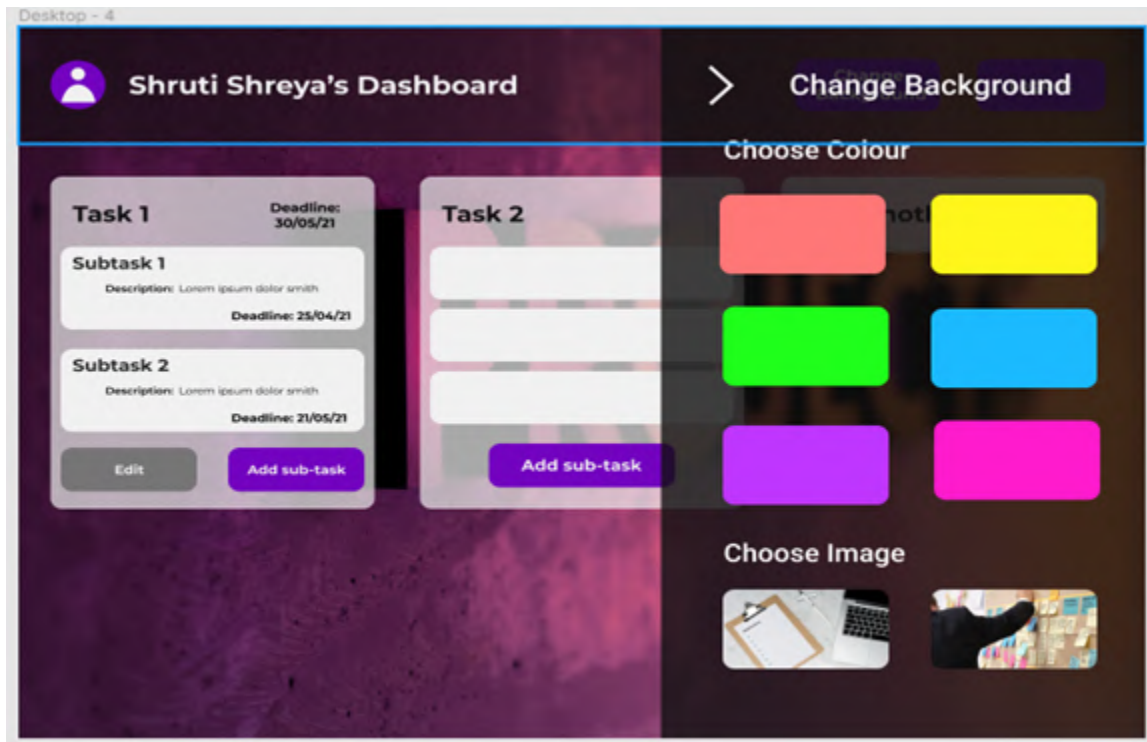 Desktop - 4
Shruti Shreya's Dashboard
Change Background
Change
Background
Choose Colour
Task 1
Deadline:
30/05/21
Subtask 1
Description: Lorem ipsum dolor smith
Deadline: 25/04/21
Subtask 2
Description: Lorem ipsum dolor smith
Deadline: 21/05/21
Edit
Add sub-task
Task 2
Add sub-task
Choose Image